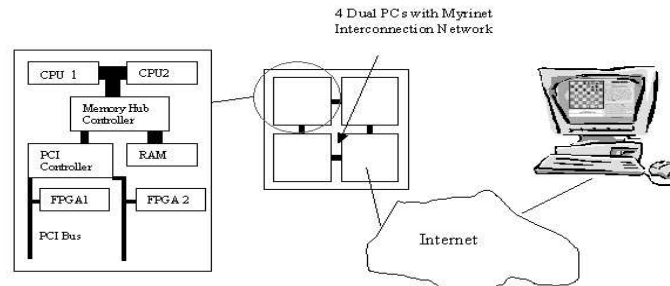 4 Dual PCs with Myrinet
Interconnection Network
CPU 1
CPU2
Memory Hub
Controller
PCI
Controller
RAM
FPGA1
FPGA 2
PCI Bus
Internet